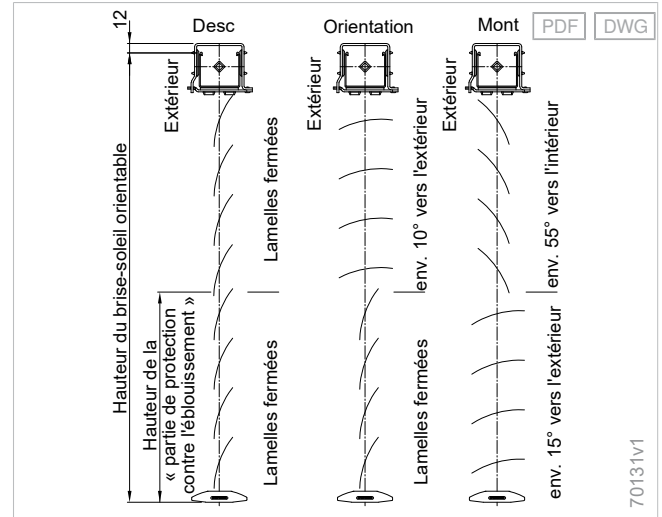 12
Desc
Orientation
Mont
PDF
DWG
Hauteur du brise-soleil orientable
Extérieur
Lamelles fermées
Extérieur
env. 10° vers l'extérieur
Extérieur
env. 55° vers l'intérieur
Hauteur de la
« partie de protection
contre l'éblouissement »
Lamelles fermées
Lamelles fermées
env. 15° vers l'extérieur
70131v1